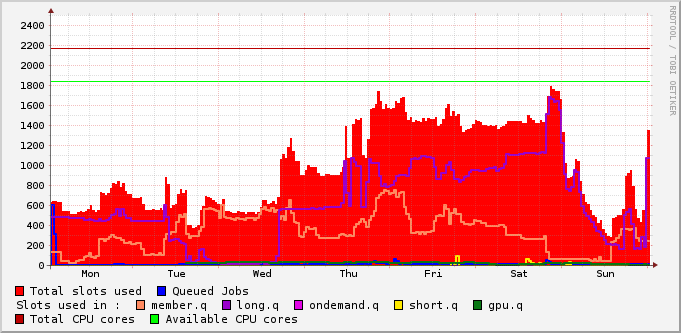 RRDTOOL / TOBI OETIKER
2400
2200
2000
1800
1600
1400
1200
1000
800
600
400
200
0
Mon Tue Wed Thu Fri Sat Sun
Total slots used Queued Jobs
Slots used in : member.q long.q ondemand.q short.q gpu.q
Total CPU cores Available CPU cores